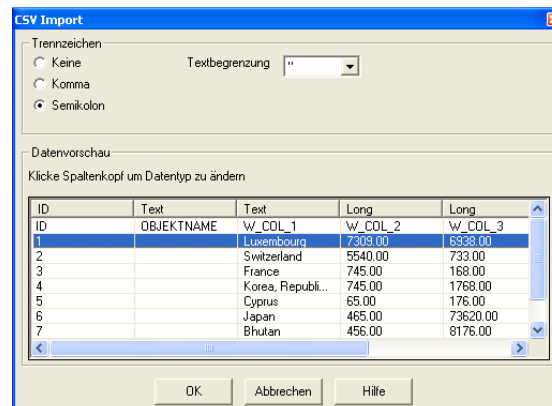 CSV Import
Trennzeichen
Keine Textbegrenzung "
Komma
Semikolon
Datenvorschau
Klicke Spaltenkopf um Datentyp zu ändern
ID Text Text Long Long
ID OBJEKTNAME W_COL_1 W_COL_2 W_COL_3
1 Luxembourg 7309.00 6938.00
2 Switzerland 5540.00 733.00
3 France 745.00 168.00
4 Korea, Republi... 745.00 1768.00
5 Cyprus 65.00 176.00
6 Japan 465.00 73620.00
7 Bhutan 456.00 8176.00
OK Abbrechen Hilfe